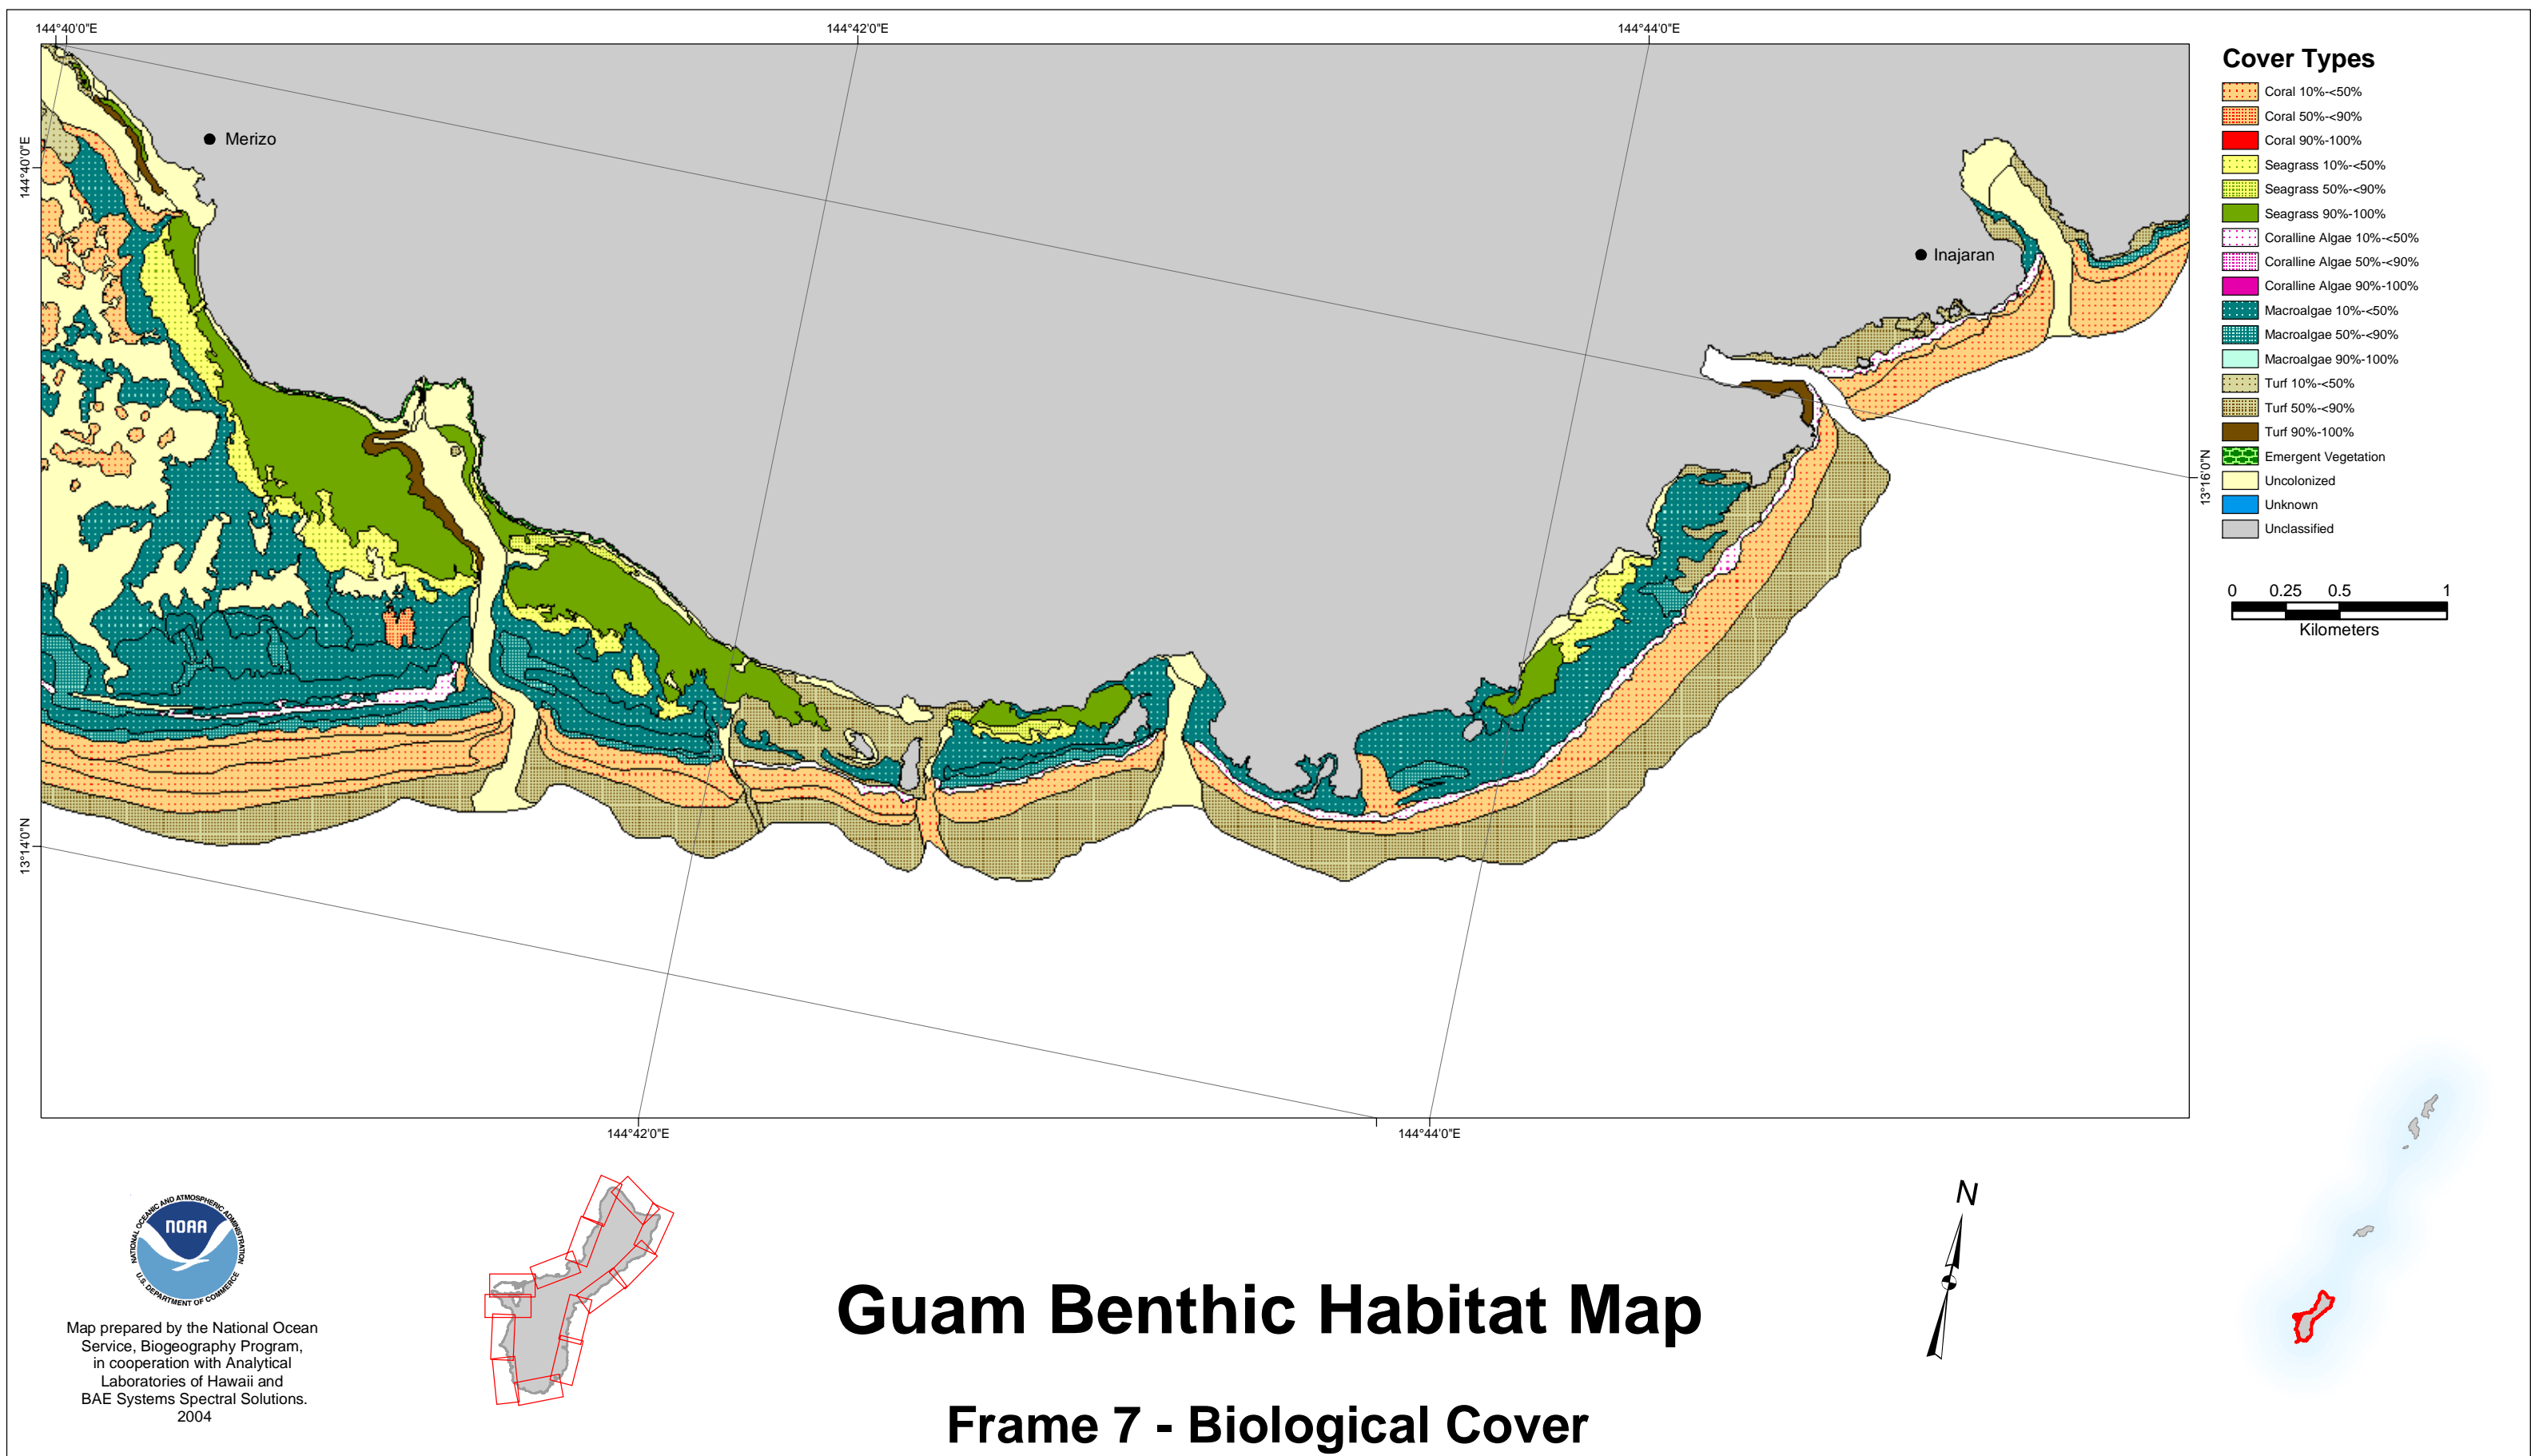 144°40'0"E
144°42'0"E
144°44'0"E
144°40'0"E
Merizo
Inajaran
13°16'0"N
13°14'0"N
144°42'0"E
144°44'0"E
Cover Types
Coral 10%-<50%
Coral 50%-<90%
Coral 90%-100%
Seagrass 10%-<50%
Seagrass 50%-<90%
Seagrass 90%-100%
Coralline Algae 10%-<50%
Coralline Algae 50%-<90%
Coralline Algae 90%-100%
Macroalgae 10%-<50%
Macroalgae 50%-<90%
Macroalgae 90%-100%
Turf 10%-<50%
Turf 50%-<90%
Turf 90%-100%
Emergent Vegetation
Uncolonized
Unknown
Unclassified
0 0.25 0.5 1
Kilometers
NATIONAL OCEANIC AND ATMOSPHERIC ADMINISTRATION
NOAA
U.S. DEPARTMENT OF COMMERCE
Map prepared by the National Ocean
Service, Biogeography Program,
in cooperation with Analytical
Laboratories of Hawaii and
BAE Systems Spectral Solutions.
2004
N
Guam Benthic Habitat Map
Frame 7 - Biological Cover